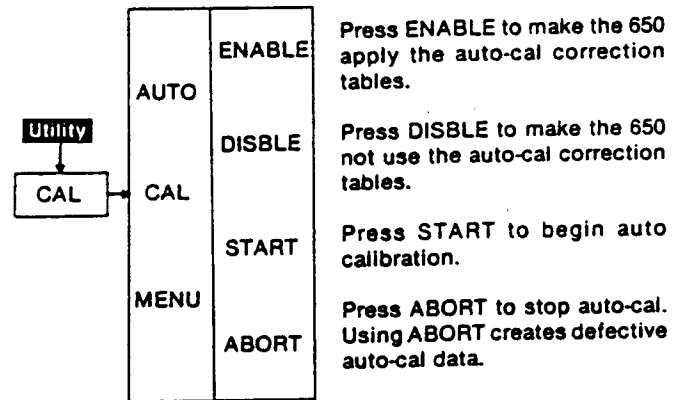 Utility
CAL
AUTO
CAL
MENU
ENABLE
DISBLE
START
ABORT
Press ENABLE to make the 650
apply the auto-cal correction
tables.
Press DISBLE to make the 650
not use the auto-cal correction
tables.
Press START to begin auto
calibration.
Press ABORT to stop auto-cal.
Using ABORT creates defective
auto-cal data.